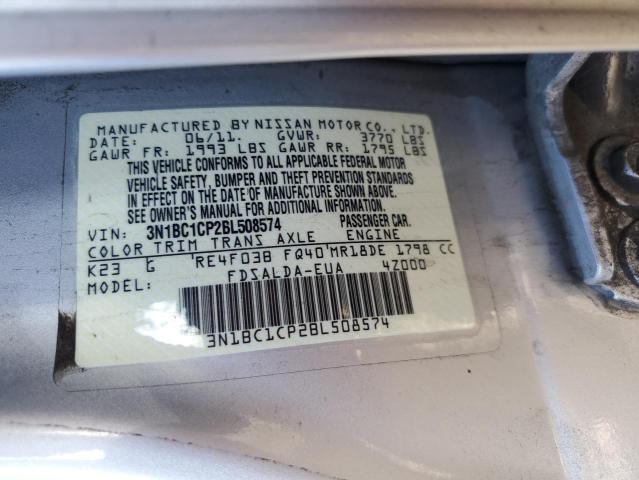 MANUFACTURED BY NISSAN MOTOR CO., LTD.
DATE: 06/11. GVWR: 3770 LBS
GAWR FR: 1993 LBS GAWR RR: 1795 LBS
THIS VEHICLE CONFORMS TO ALL APPLICABLE FEDERAL MOTOR
VEHICLE SAFETY, BUMPER AND THEFT PREVENTION STANDARDS
IN EFFECT ON THE DATE OF MANUFACTURE SHOWN ABOVE.
SEE OWNER'S MANUAL FOR ADDITIONAL INFORMATION
VIN: 3N1BC1CP2BL508574 PASSENGER CAR.
COLOR TRIM TRANS AXLE ENGINE
K23 G 'RE4F03B FQ40'MR18DE 1798 CC
MODEL: FDSALDA-EUA 4Z000
3N1BC1CP2BL508574